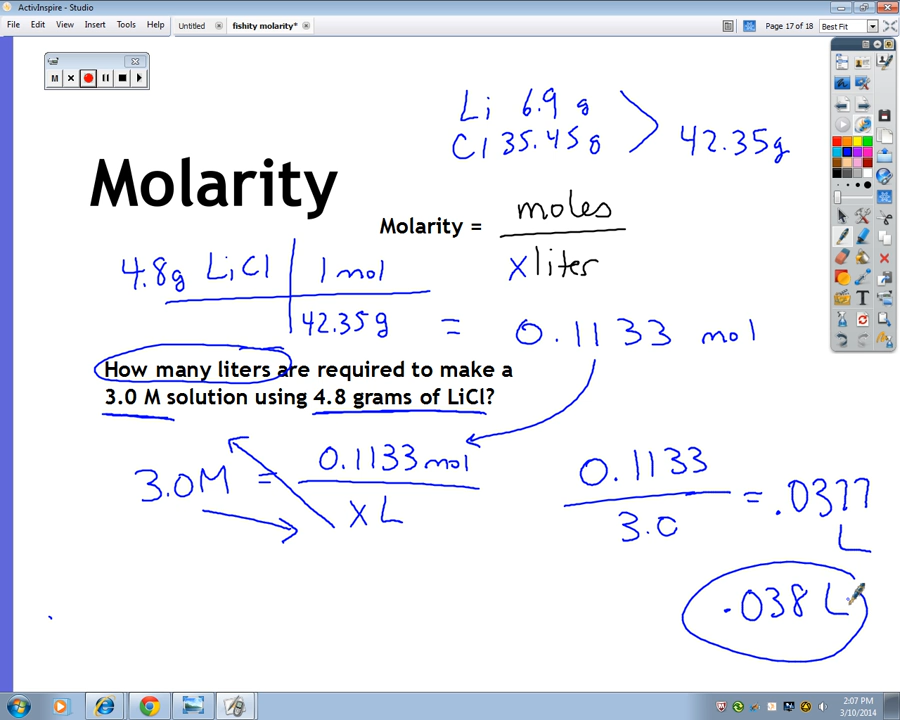 ActivInspire - Studio
File Edit View Insert Tools Help
Untitled
fishity molarity*
Page 17 of 18
Best Fit
M
Li 6.9 g
Cl 35.45g
42.35g
Molarity
Molarity = moles
x liter
4.8g LiCl 1 mol
42.35g
= 0.1133 mol
How many liters are required to make a
3.0 M solution using 4.8 grams of LiCl?
3.0M = 0.1133 mol
x L
0.1133
3.0
= .0377
L
.038 L
T
2:07 PM
3/10/2014